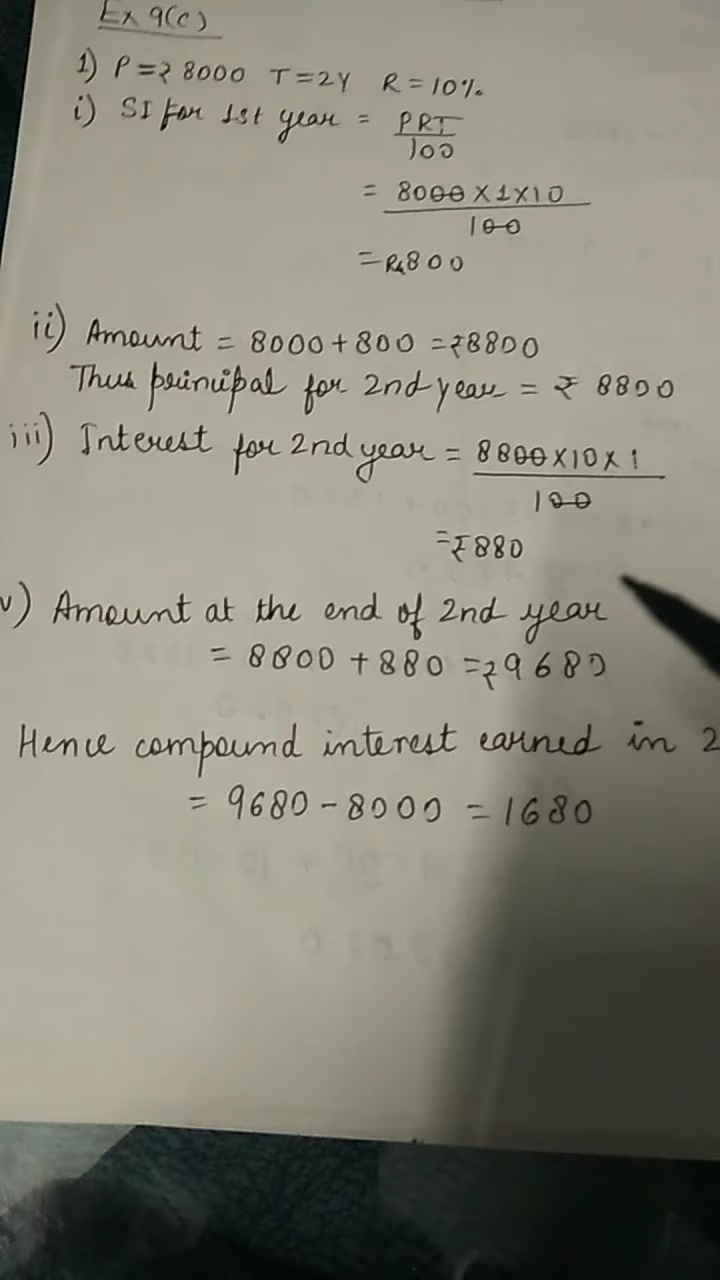 Ex 9(c)
1) P = ₹ 8000 T = 2Y R = 10%
i) SI for 1st year = PRT
100
= 8000 X 1 X 10
100
= Rs 800
ii) Amount = 8000 + 800 = ₹8800
Thus principal for 2nd year = ₹ 8800
iii) Interest for 2nd year = 8800 X 10 X 1
100
= ₹880
v) Amount at the end of 2nd year
= 8800 + 880 = ₹9680
Hence compound interest earned in 2
= 9680 - 8000 = 1680